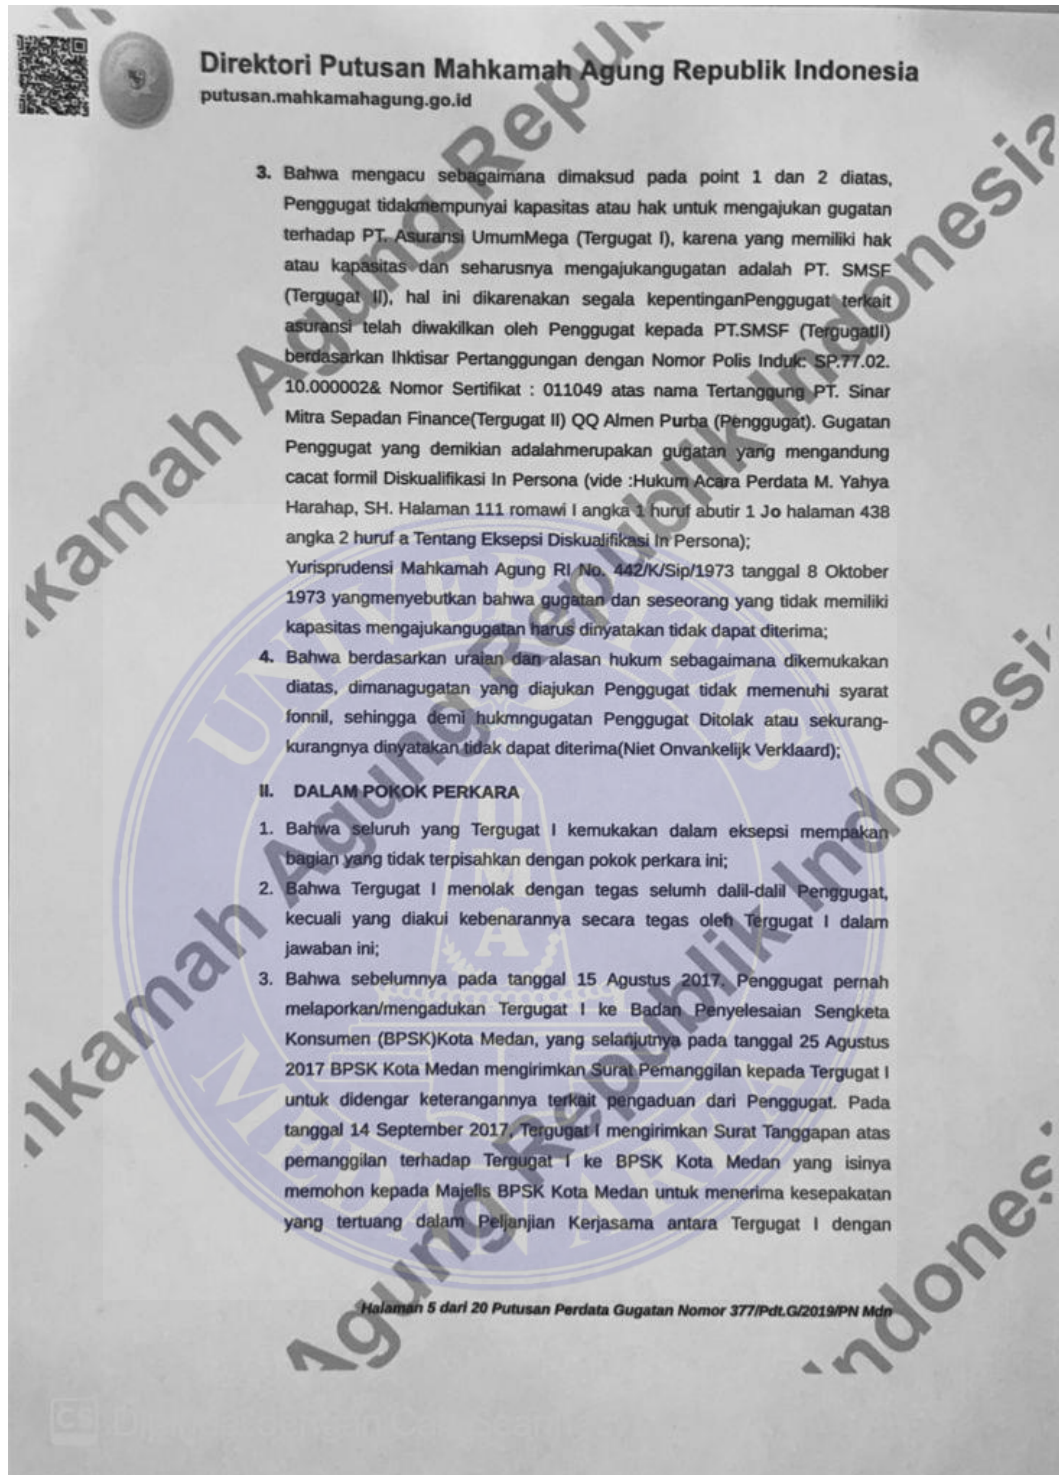 Direktori Putusan Mahkamah Agung Republik Indonesia
putusan.mahkamahagung.go.id
3. Bahwa mengacu sebagaimana dimaksud pada point 1 dan 2 diatas,
Penggugat tidakmempunyai kapasitas atau hak untuk mengajukan gugatan
terhadap PT. Asuransi UmumMega (Tergugat I), karena yang memiliki hak
atau kapasitas dan seharusnya mengajukangugatan adalah PT. SMSF
(Tergugat II), hal ini dikarenakan segala kepentinganPenggugat terkait
asuransi telah diwakilkan oleh Penggugat kepada PT.SMSF (TergugatII)
berdasarkan Ihktisar Pertanggungan dengan Nomor Polis Induk: SP.77.02.
10.000002& Nomor Sertifikat : 011049 atas nama Tertanggung PT. Sinar
Mitra Sepadan Finance(Tergugat II) QQ Almen Purba (Penggugat). Gugatan
Penggugat yang demikian adalahmerupakan gugatan yang mengandung
cacat formil Diskualifikasi In Persona (vide :Hukum Acara Perdata M. Yahya
Harahap, SH. Halaman 111 romawi I angka 1 huruf abutir 1 Jo halaman 438
angka 2 huruf a Tentang Eksepsi Diskualifikasi In Persona);
Yurisprudensi Mahkamah Agung RI No. 442/K/Sip/1973 tanggal 8 Oktober
1973 yangmenyebutkan bahwa gugatan dan seseorang yang tidak memiliki
kapasitas mengajukangugatan harus dinyatakan tidak dapat diterima;
4. Bahwa berdasarkan uraian dan alasan hukum sebagaimana dikemukakan
diatas, dimanagugatan yang diajukan Penggugat tidak memenuhi syarat
fonnil, sehingga demi hukmngugatan Penggugat Ditolak atau sekurang-
kurangnya dinyatakan tidak dapat diterima(Niet Onvankelijk Verklaard);
II. DALAM POKOK PERKARA
1. Bahwa seluruh yang Tergugat I kemukakan dalam eksepsi mempakan
bagian yang tidak terpisahkan dengan pokok perkara ini;
2. Bahwa Tergugat I menolak dengan tegas selumh dalil-dalil Penggugat,
kecuali yang diakui kebenarannya secara tegas oleh Tergugat I dalam
jawaban ini;
3. Bahwa sebelumnya pada tanggal 15 Agustus 2017, Penggugat pernah
melaporkan/mengadukan Tergugat I ke Badan Penyelesaian Sengketa
Konsumen (BPSK)Kota Medan, yang selanjutnya pada tanggal 25 Agustus
2017 BPSK Kota Medan mengirimkan Surat Pemanggilan kepada Tergugat I
untuk didengar keterangannya terkait pengaduan dari Penggugat. Pada
tanggal 14 September 2017, Tergugat I mengirimkan Surat Tanggapan atas
pemanggilan terhadap Tergugat I ke BPSK Kota Medan yang isinya
memohon kepada Majelis BPSK Kota Medan untuk menerima kesepakatan
yang tertuang dalam Peljanjian Kerjasama antara Tergugat I dengan
Halaman 5 dari 20 Putusan Perdata Gugatan Nomor 377/Pdt.G/2019/PN Mdn
UNIVERSITAS
MEDAN AREA
CS